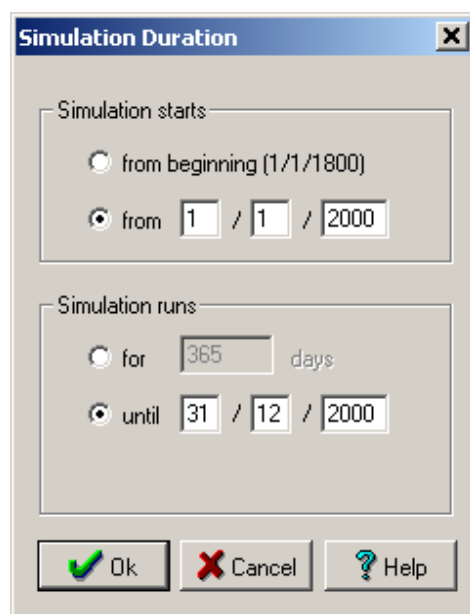 Simulation Duration
Simulation starts
from beginning (1/1/1800)
from 1 / 1 / 2000
Simulation runs
for 365 days
until 31 / 12 / 2000
Ok Cancel Help